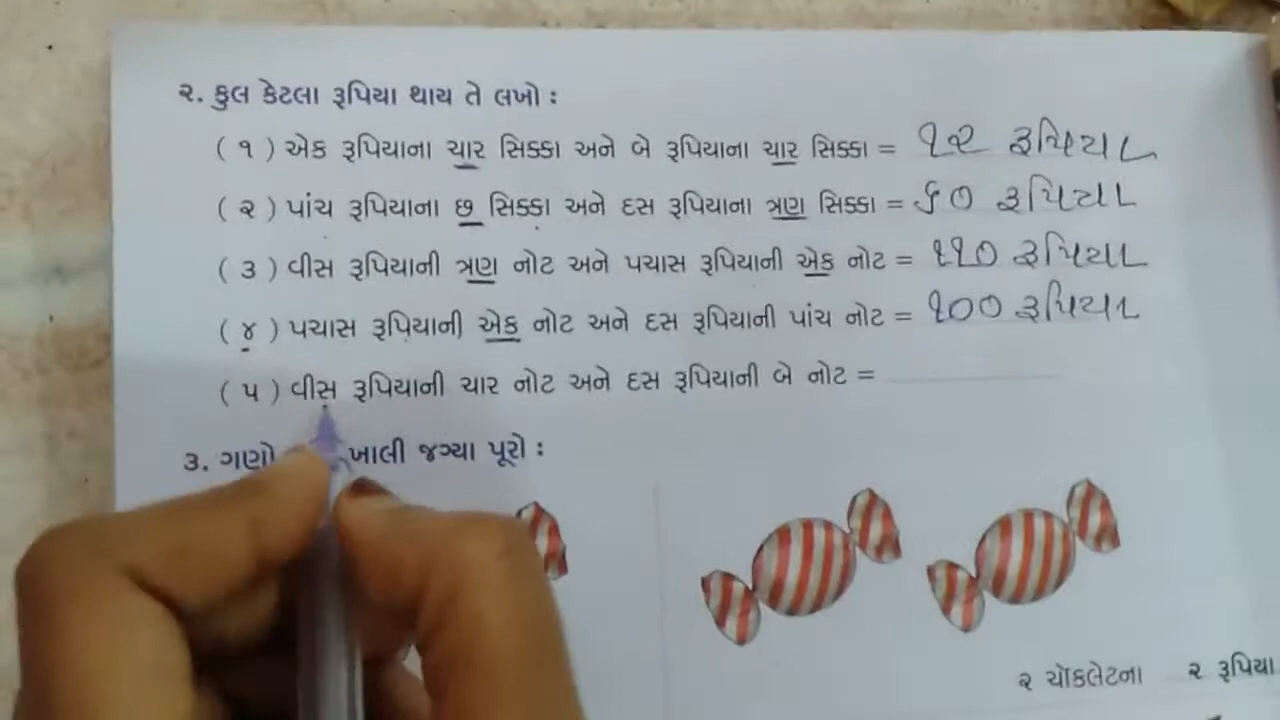 ૨. કુલ કેટલા રૂપિયા થાય તે લખો :
( ૧ ) એક રૂપિયાના ચાર સિક્કા અને બે રૂપિયાના ચાર સિક્કા = ૧૨ રૂપિયા
( ૨ ) પાંચ રૂપિયાના છ સિક્કા અને દસ રૂપિયાના ત્રણ સિક્કા = ૬૦ રૂપિયા
( ૩ ) વીસ રૂપિયાની ત્રણ નોટ અને પચાસ રૂપિયાની એક નોટ = ૧૧૦ રૂપિયા
( ૪ ) પચાસ રૂપિયાની એક નોટ અને દસ રૂપિયાની પાંચ નોટ = ૧૦૦ રૂપિયા
( ૫ ) વીસ રૂપિયાની ચાર નોટ અને દસ રૂપિયાની બે નોટ =
૩. ગણો ખાલી જગ્યા પૂરો :
૨ ચૉકલેટના ૨ રૂપિયા